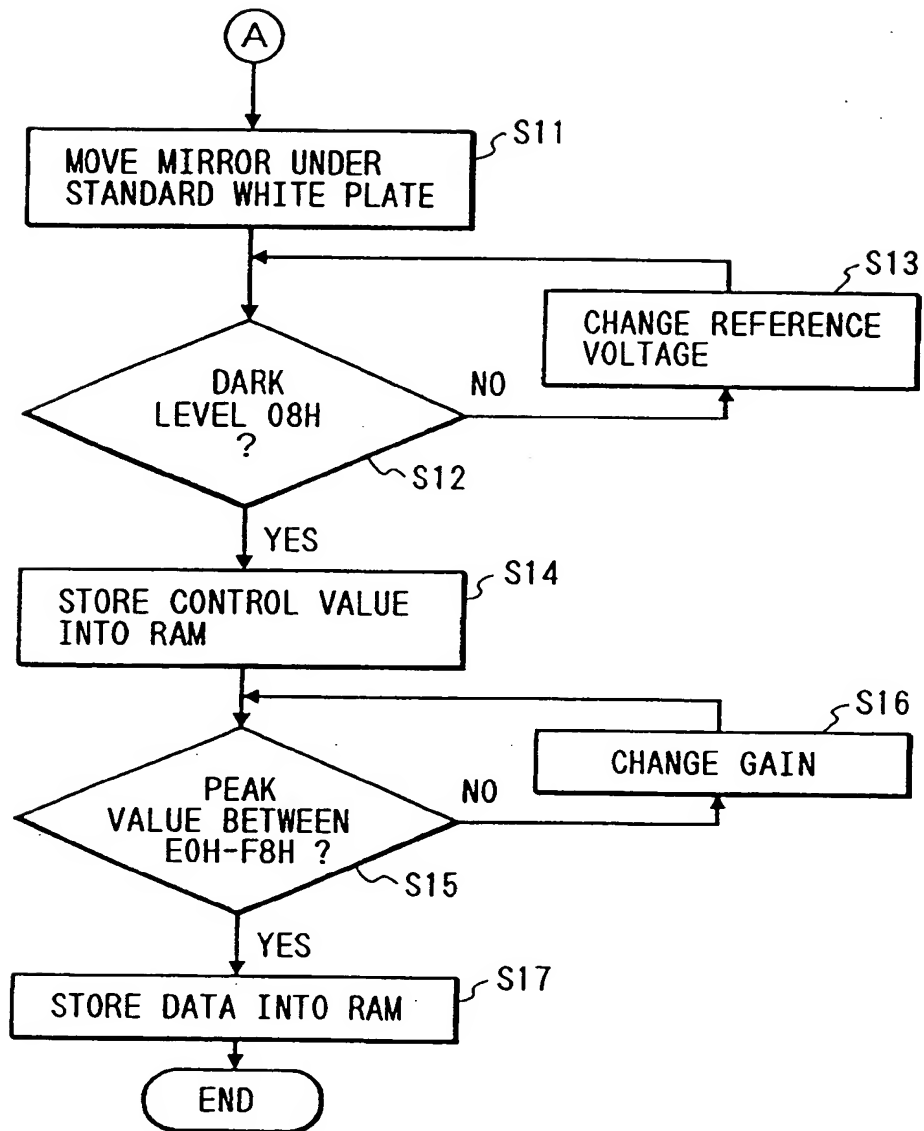 A
S11
MOVE MIRROR UNDER
STANDARD WHITE PLATE
S13
CHANGE REFERENCE
VOLTAGE
DARK
LEVEL 08H
?
NO
S12
YES
S14
STORE CONTROL VALUE
INTO RAM
S16
CHANGE GAIN
PEAK
VALUE BETWEEN
E0H-F8H ?
NO
S15
YES
S17
STORE DATA INTO RAM
END